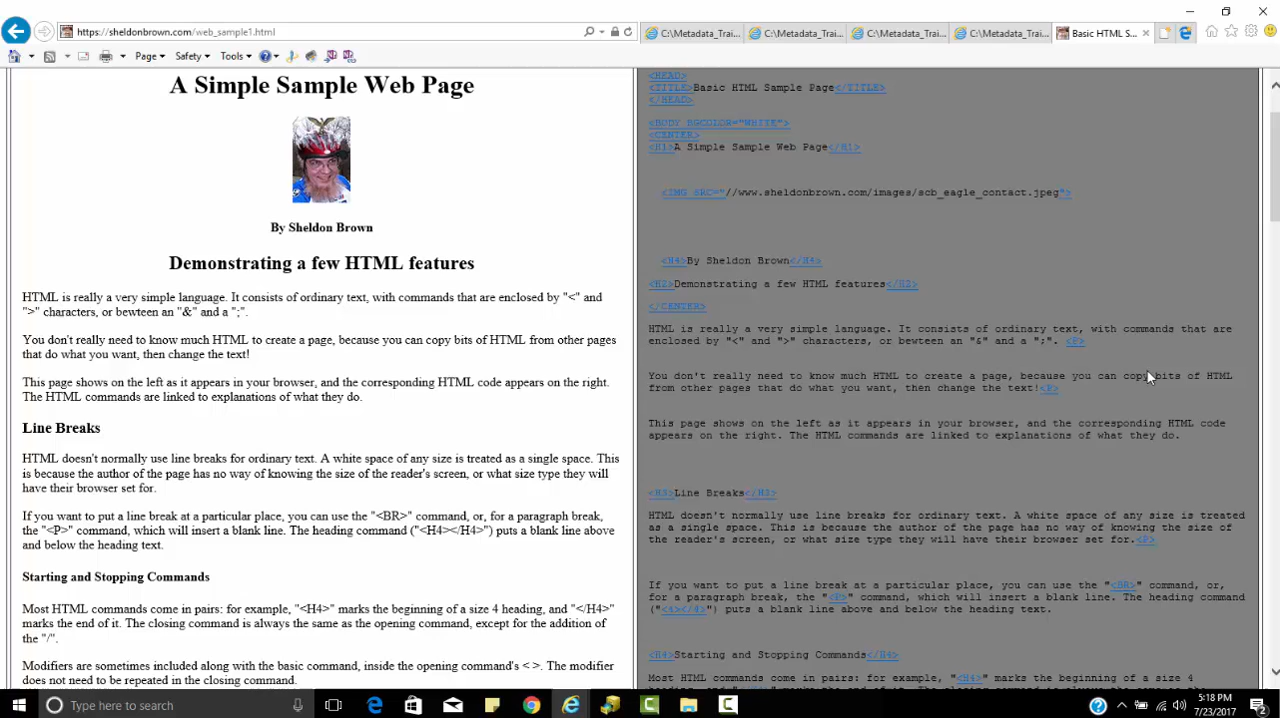 https://sheldonbrown.com/web_sample1.html
C:\Metadata_Trai...
C:\Metadata_Trai...
C:\Metadata_Trai...
C:\Metadata_Trai...
Basic HTML S...
Page
Safety
Tools
A Simple Sample Web Page
By Sheldon Brown
Demonstrating a few HTML features
HTML is really a very simple language. It consists of ordinary text, with commands that are enclosed by "<" and
">" characters, or bewteen an "&" and a ";".
You don't really need to know much HTML to create a page, because you can copy bits of HTML from other pages
that do what you want, then change the text!
This page shows on the left as it appears in your browser, and the corresponding HTML code appears on the right.
The HTML commands are linked to explanations of what they do.
Line Breaks
HTML doesn't normally use line breaks for ordinary text. A white space of any size is treated as a single space. This
is because the author of the page has no way of knowing the size of the reader's screen, or what size type they will
have their browser set for.
If you want to put a line break at a particular place, you can use the "<BR>" command, or, for a paragraph break,
the "<P>" command, which will insert a blank line. The heading command ("<H4></H4>") puts a blank line above
and below the heading text.
Starting and Stopping Commands
Most HTML commands come in pairs: for example, "<H4>" marks the beginning of a size 4 heading, and "</H4>"
marks the end of it. The closing command is always the same as the opening command, except for the addition of
the "/".
Modifiers are sometimes included along with the basic command, inside the opening command's < >. The modifier
does not need to be repeated in the closing command.
<HEAD>
<TITLE>Basic HTML Sample Page</TITLE>
</HEAD>
<BODY BGCOLOR="WHITE">
<CENTER>
<H1>A Simple Sample Web Page</H1>
<IMG SRC="//www.sheldonbrown.com/images/scb_eagle_contact.jpeg">
<H4>By Sheldon Brown</H4>
<H2>Demonstrating a few HTML features</H2>
</CENTER>
HTML is really a very simple language. It consists of ordinary text, with commands that are
enclosed by "<" and ">" characters, or bewteen an "&" and a ";". <P>
You don't really need to know much HTML to create a page, because you can copy bits of HTML
from other pages that do what you want, then change the text!<P>
This page shows on the left as it appears in your browser, and the corresponding HTML code
appears on the right. The HTML commands are linked to explanations of what they do.
<H3>Line Breaks</H3>
HTML doesn't normally use line breaks for ordinary text. A white space of any size is treated
as a single space. This is because the author of the page has no way of knowing the size of
the reader's screen, or what size type they will have their browser set for.<P>
If you want to put a line break at a particular place, you can use the "<BR>" command, or,
for a paragraph break, the "<P>" command, which will insert a blank line. The heading command
("<4></4>") puts a blank line above and below the heading text.
<H4>Starting and Stopping Commands</H4>
Most HTML commands come in pairs: for example, "<H4>" marks the beginning of a size 4
Type here to search
5:18 PM
7/23/2017